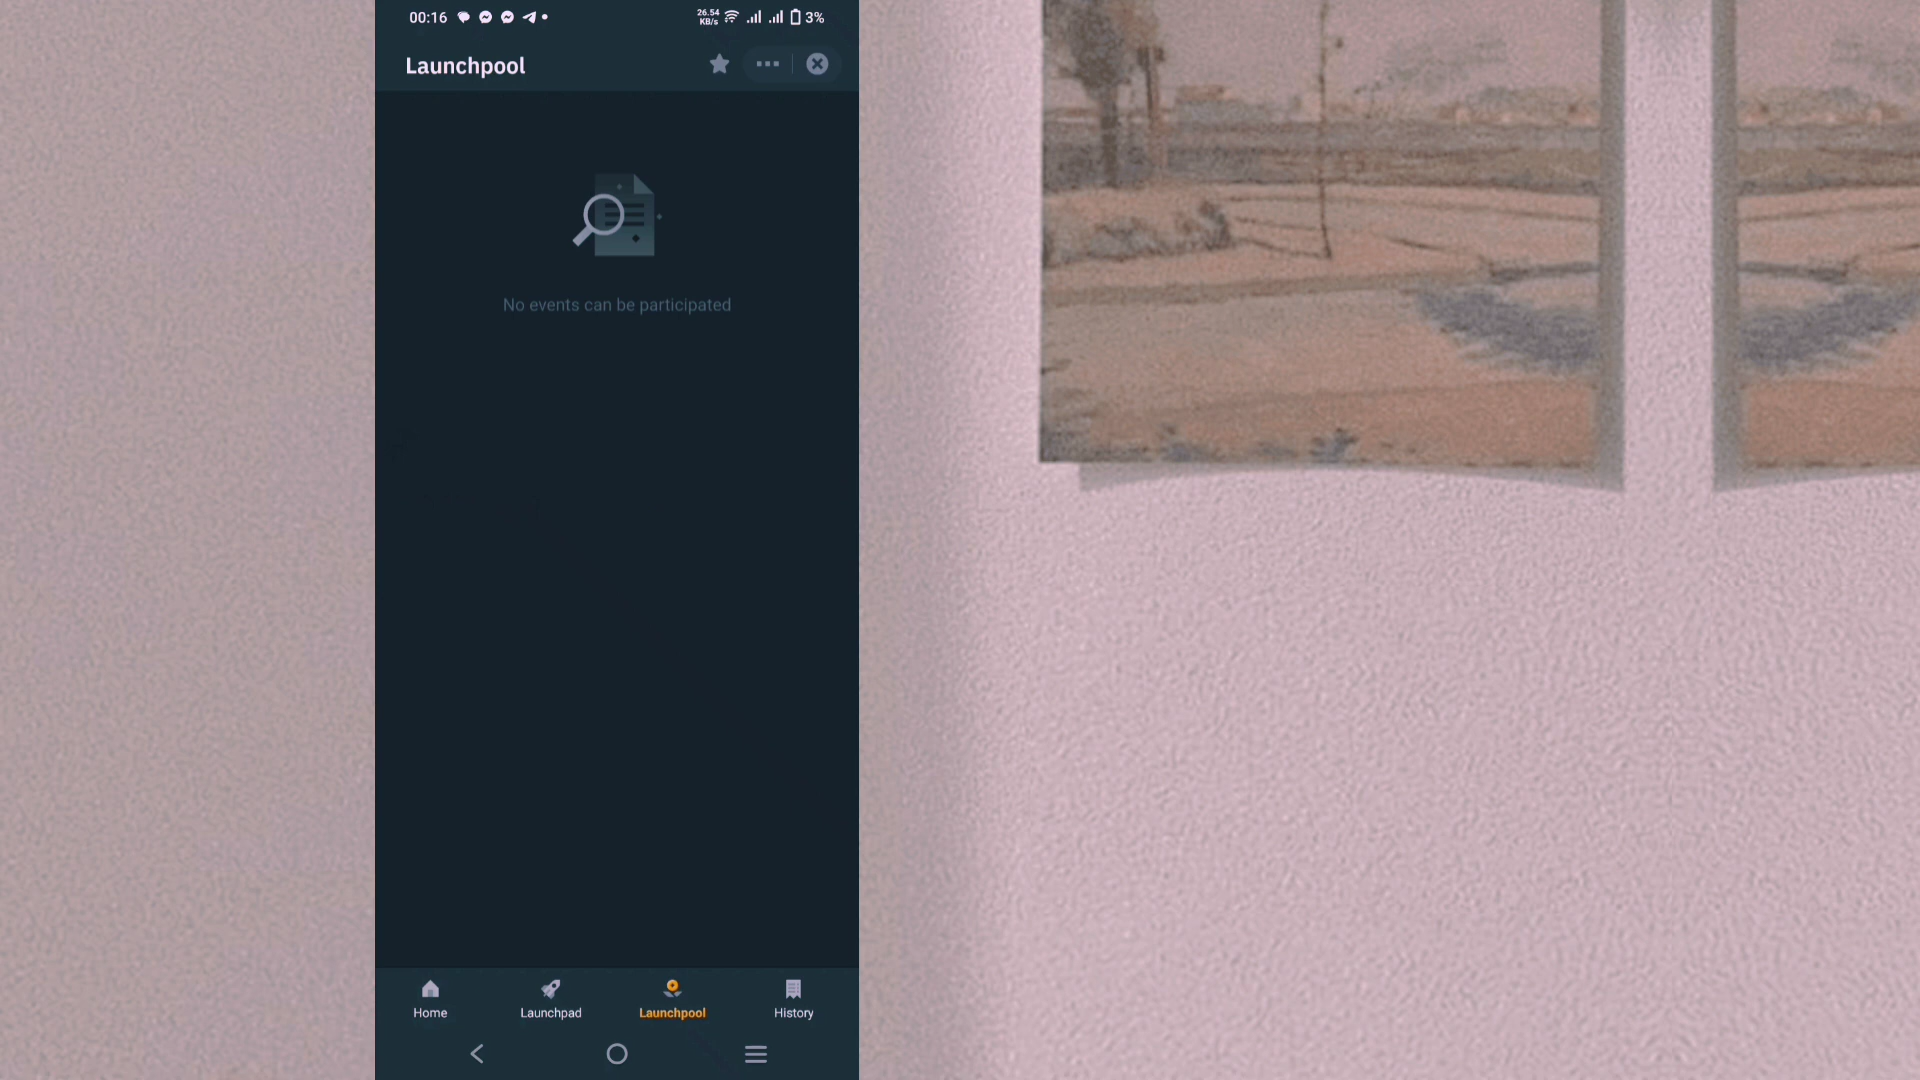 00:16
26.54
KB/s
3%
Launchpool
No events can be participated
Home
Launchpad
Launchpool
History